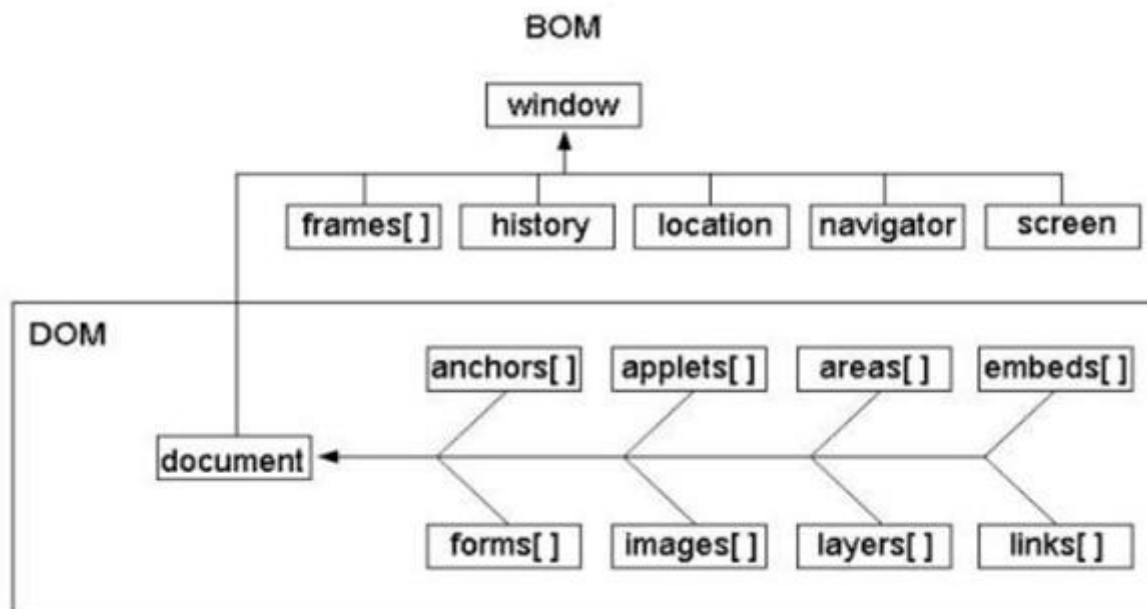 BOM
window
frames[ ] history location navigator screen
DOM
anchors[ ] applets[ ] areas[ ] embeds[ ]
document
forms[ ] images[ ] layers[ ] links[ ]